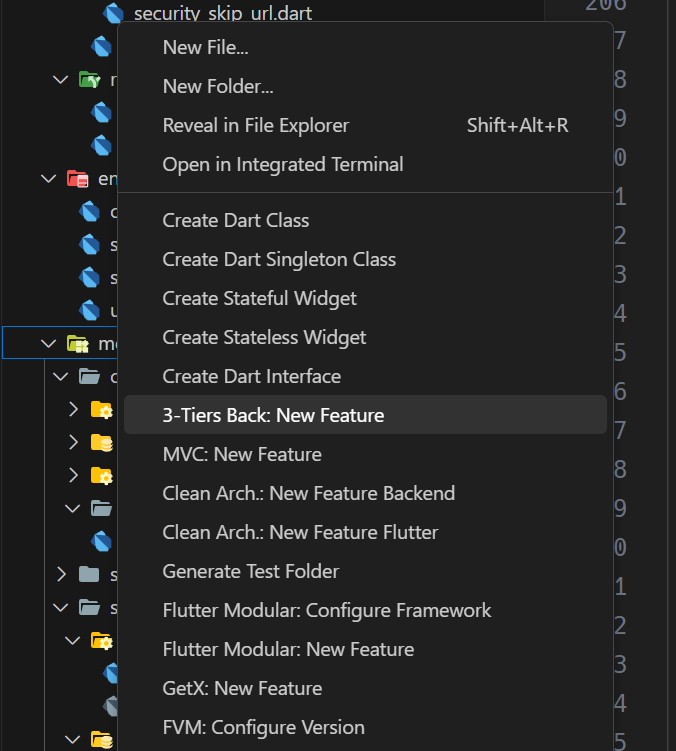 security_skip_url.dart
206
New File...
7
New Folder...
8
Reveal in File Explorer Shift+Alt+R
9
Open in Integrated Terminal
0
en
1
Create Dart Class
2
Create Dart Singleton Class
3
Create Stateful Widget
4
Create Stateless Widget
5
Create Dart Interface
6
3-Tiers Back: New Feature
7
MVC: New Feature
8
Clean Arch.: New Feature Backend
9
Clean Arch.: New Feature Flutter
0
Generate Test Folder
1
Flutter Modular: Configure Framework
2
Flutter Modular: New Feature
3
GetX: New Feature
4
FVM: Configure Version
5